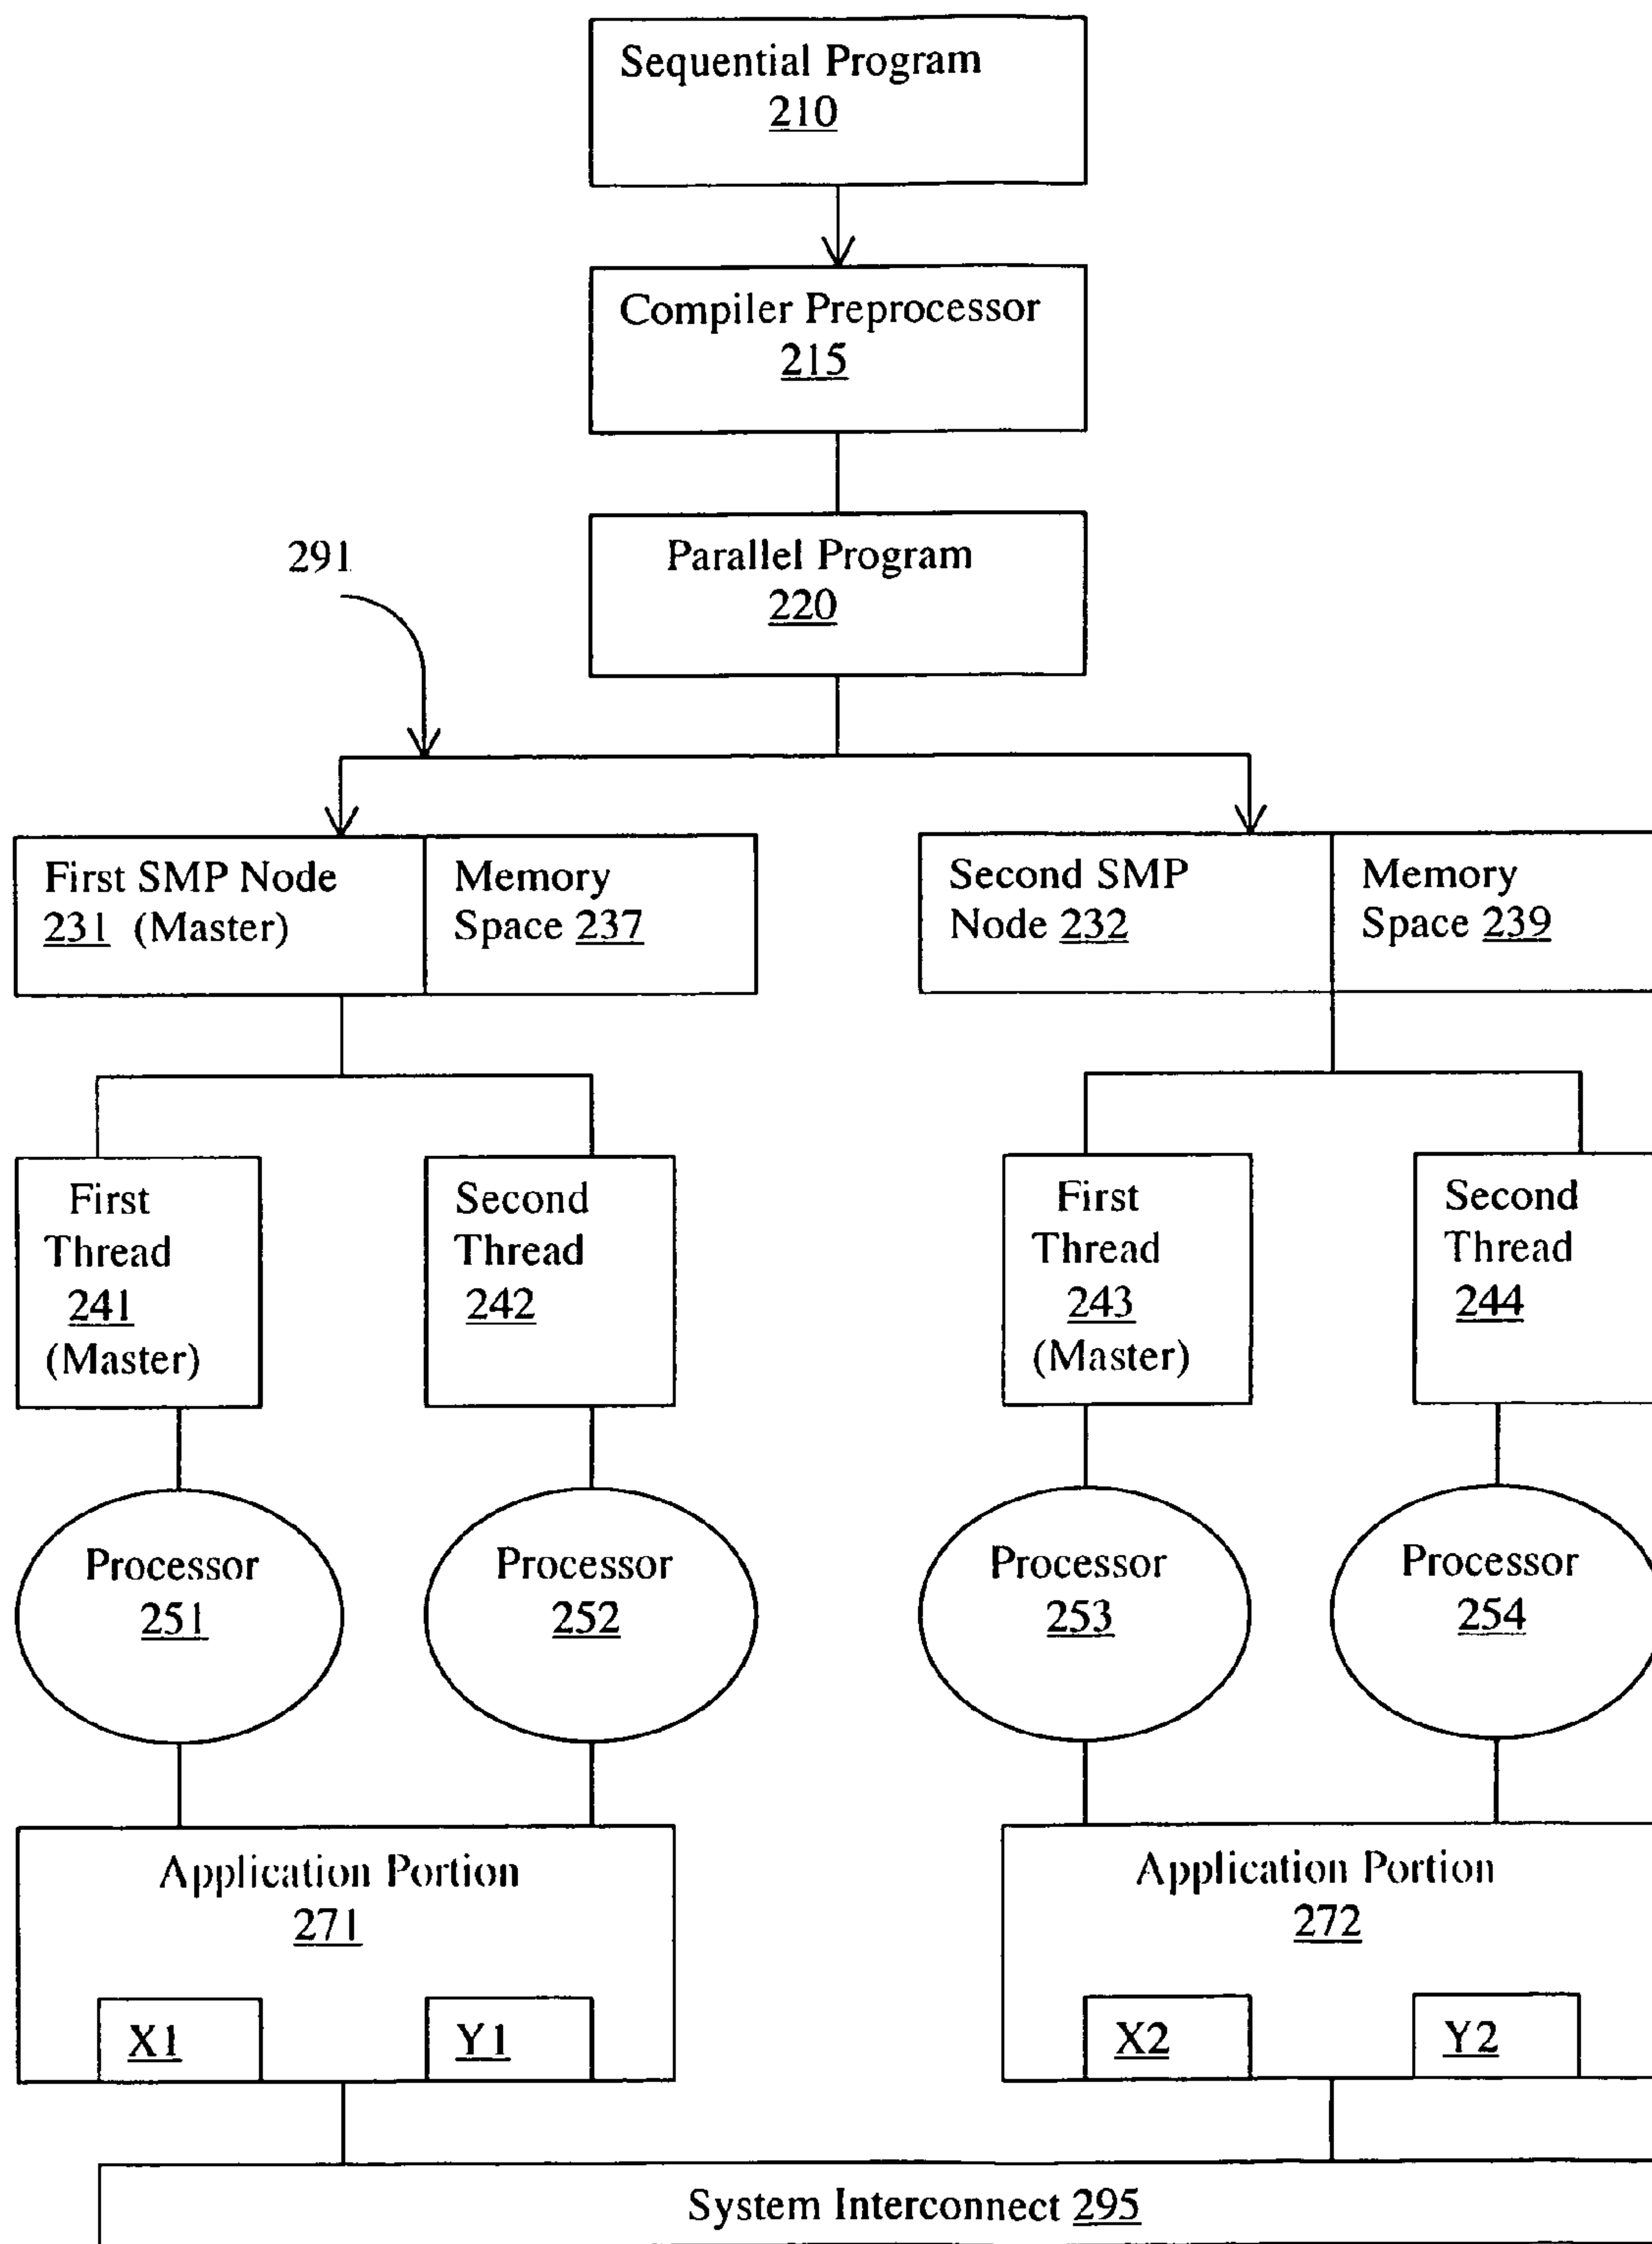 Sequential Program
210
Compiler Preprocessor
215
Parallel Program
220
291
First SMP Node
231 (Master)
Memory
Space 237
Second SMP
Node 232
Memory
Space 239
First
Thread
241
(Master)
Second
Thread
242
First
Thread
243
(Master)
Second
Thread
244
Processor
251
Processor
252
Processor
253
Processor
254
Application Portion
271
X1
Y1
Application Portion
272
X2
Y2
System Interconnect 295